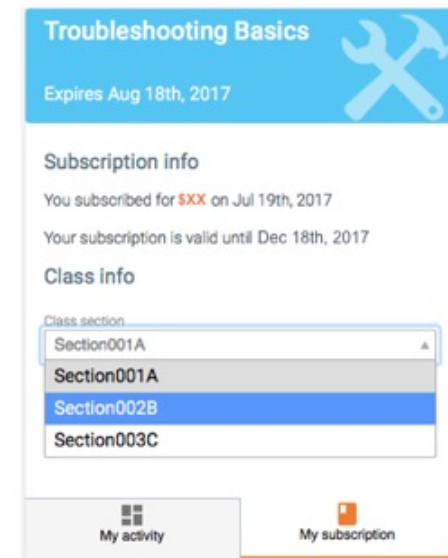 Troubleshooting Basics
Expires Aug 18th, 2017
Subscription info
You subscribed for $XX on Jul 19th, 2017
Your subscription is valid until Dec 18th, 2017
Class info
Class section
Section001A
Section001A
Section002B
Section003C
My activity
My subscription